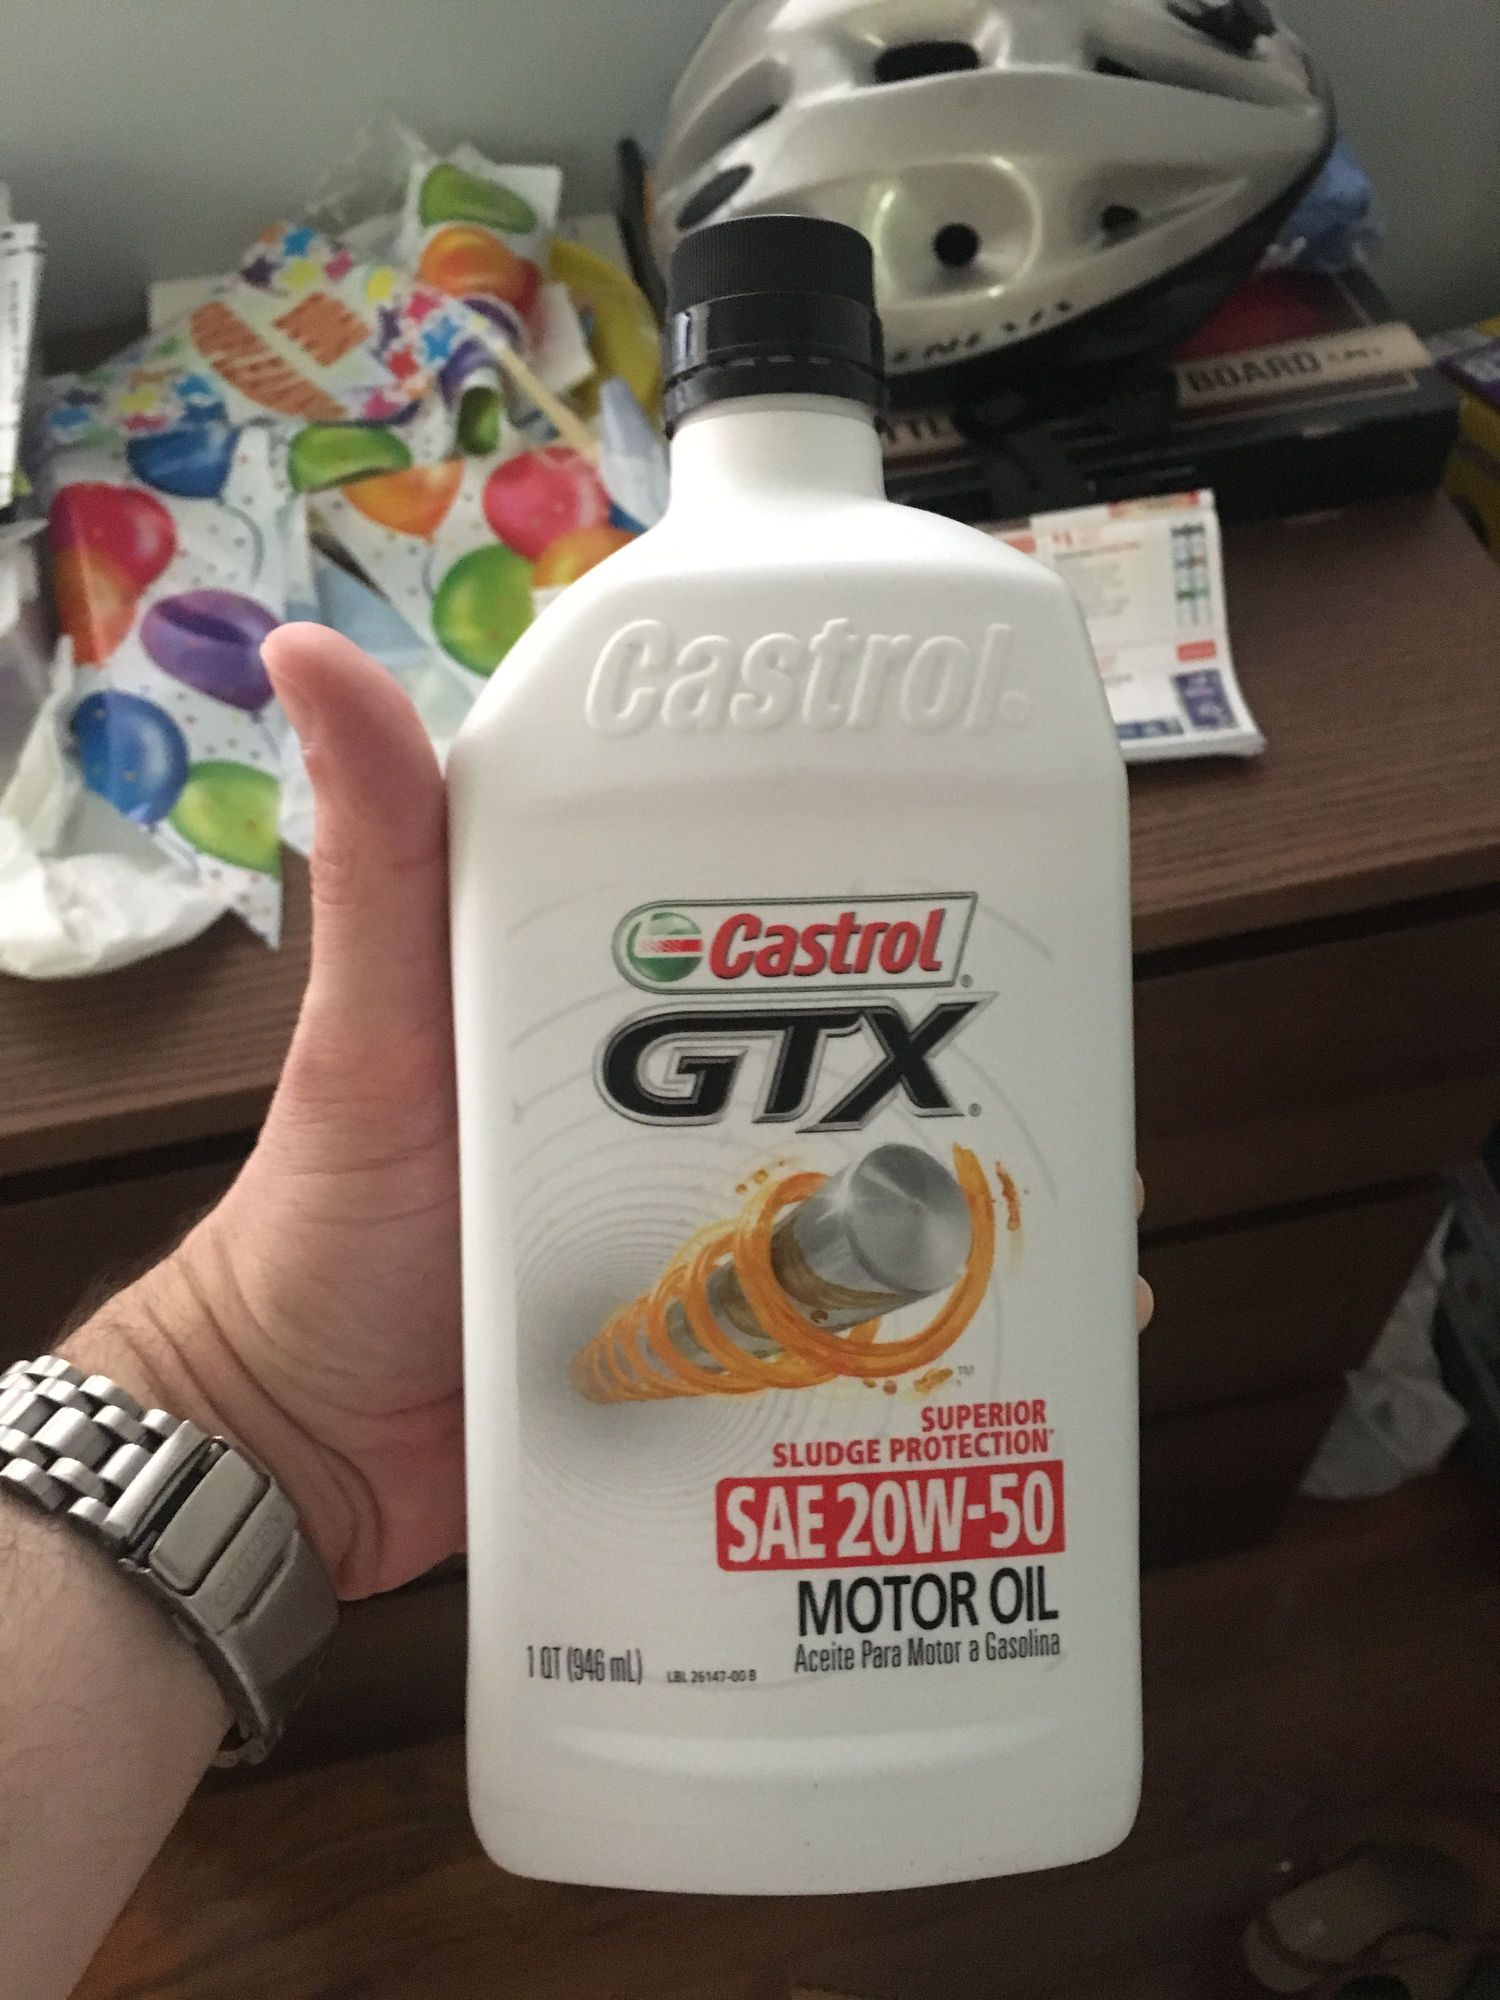 BOARD
Castrol
Castrol
GTX
SUPERIOR
SLUDGE PROTECTION
SAE 20W-50
MOTOR OIL
Aceite Para Motor a Gasolina
1 QT (946 mL)
LBL 26147-00 B